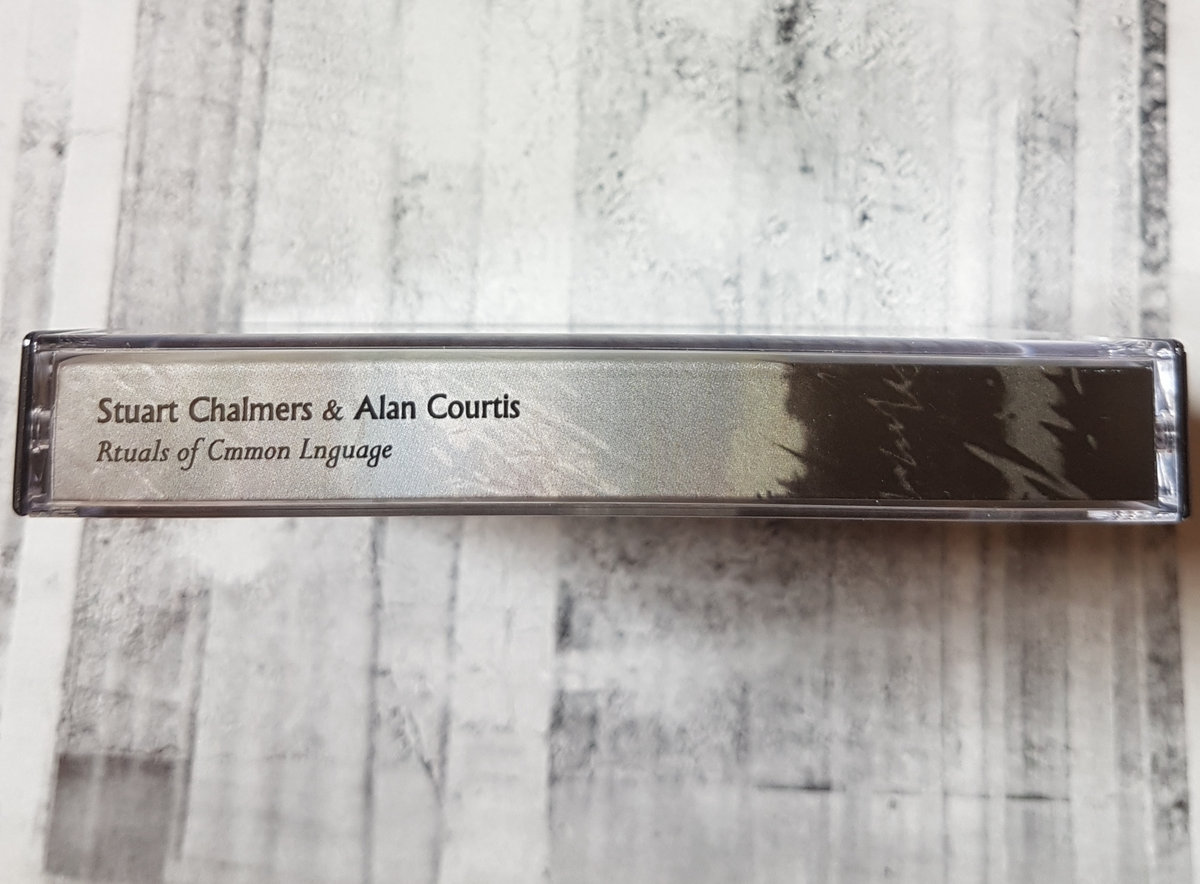 Stuart Chalmers & Alan Courtis
Rtuals of Cmmon Lnguage